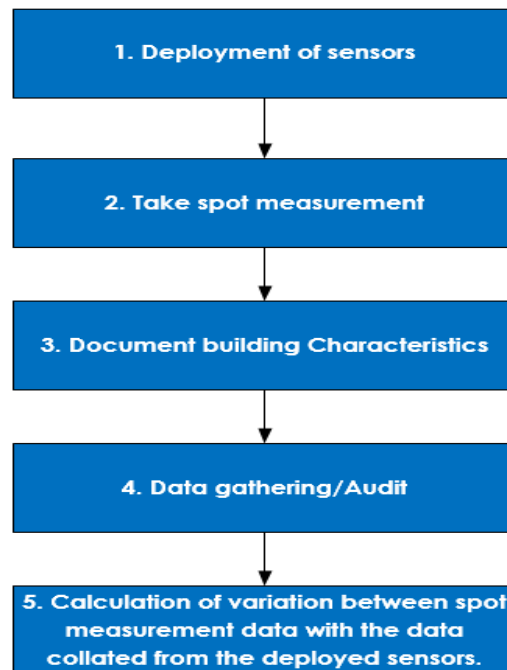 1. Deployment of sensors
2. Take spot measurement
3. Document building Characteristics
4. Data gathering/Audit
5. Calculation of variation between spot
measurement data with the data
collated from the deployed sensors.